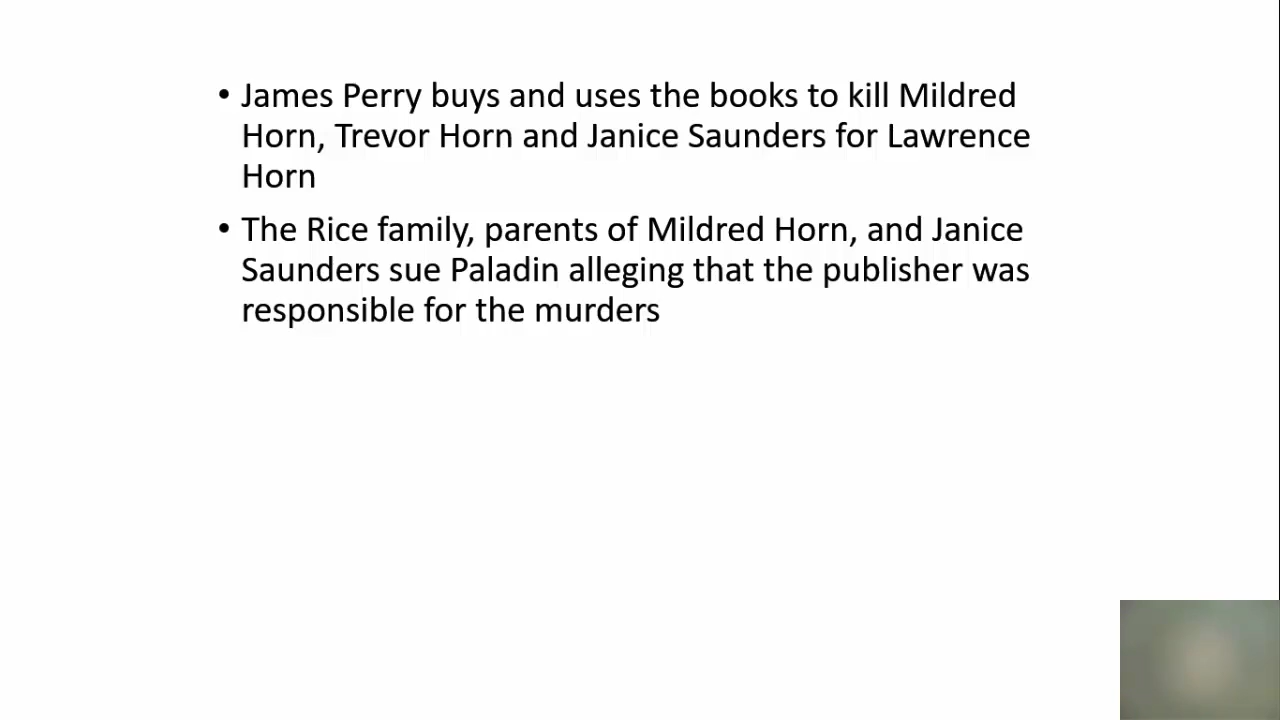 • James Perry buys and uses the books to kill Mildred
Horn, Trevor Horn and Janice Saunders for Lawrence
Horn
• The Rice family, parents of Mildred Horn, and Janice
Saunders sue Paladin alleging that the publisher was
responsible for the murders